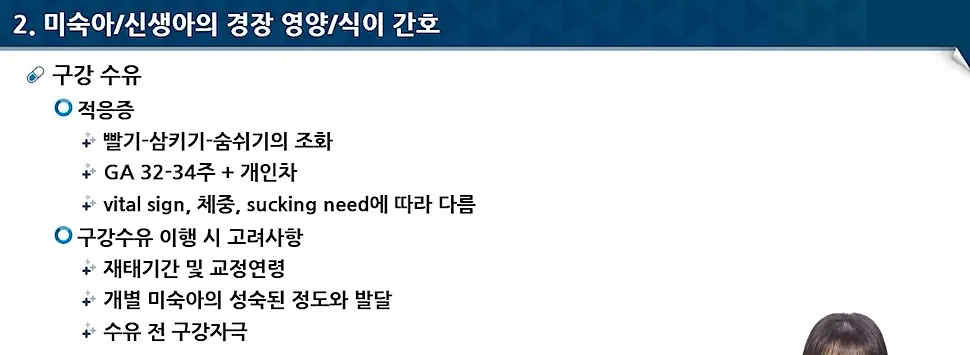 2. 미숙아/신생아의 경장 영양/식이 간호
구강 수유
적응증
빨기-삼키기-숨쉬기의 조화
GA 32-34주 + 개인차
vital sign, 체중, sucking need에 따라 다름
구강수유 이행 시 고려사항
재태기간 및 교정연령
개별 미숙아의 성숙된 정도와 발달
수유 전 구강자극